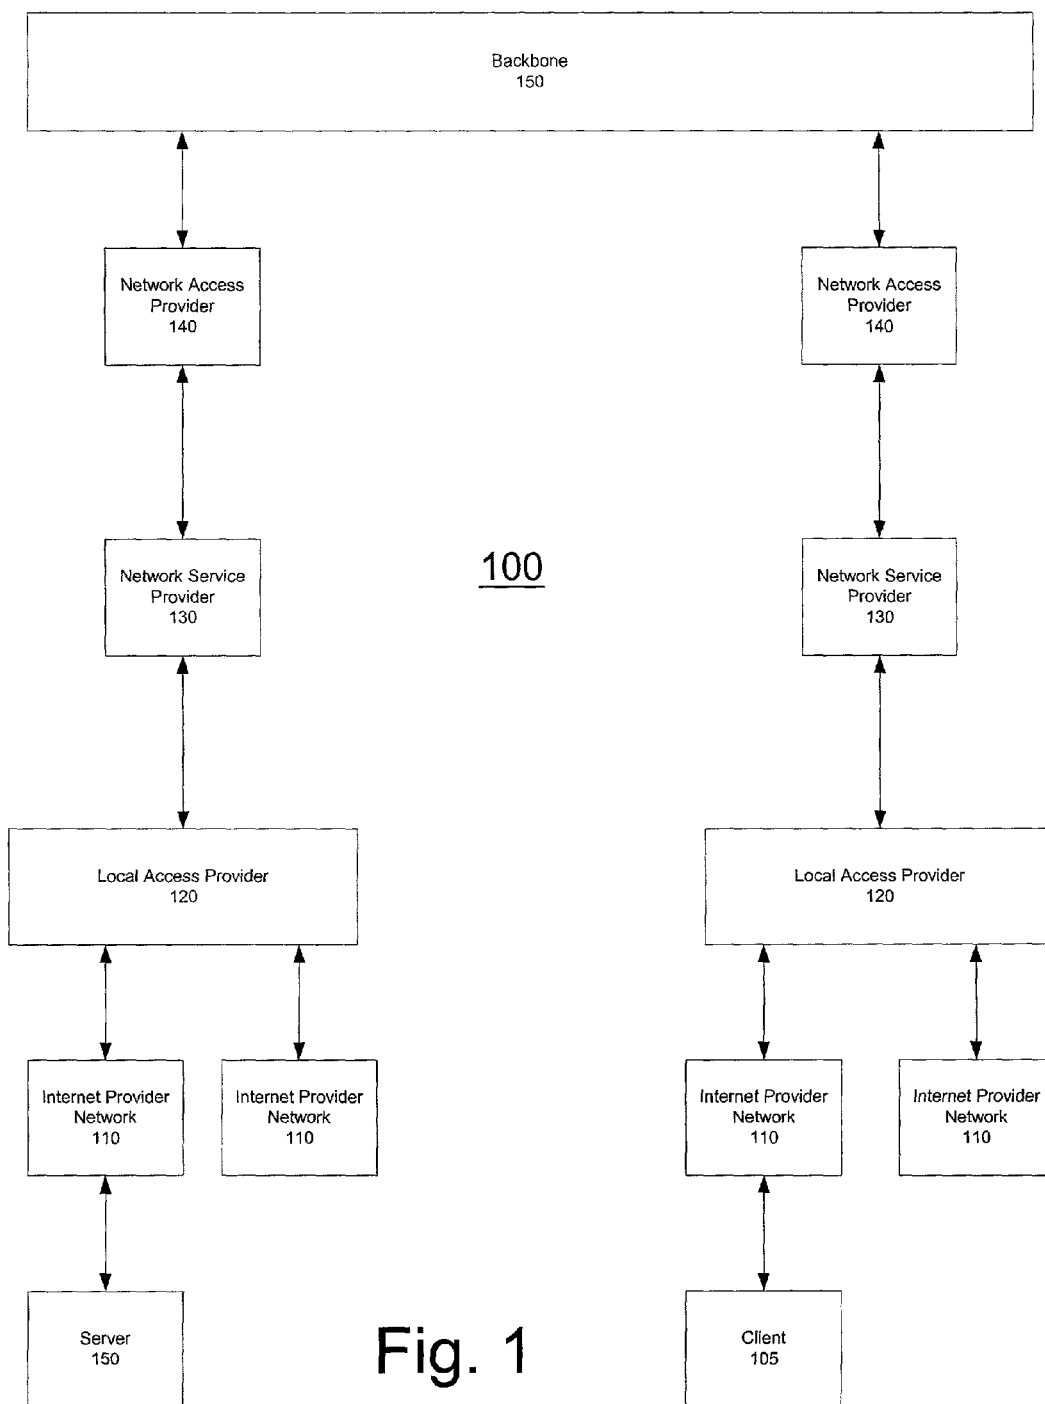 Backbone
150
Network Access
Provider
140
Network Access
Provider
140
Network Service
Provider
130
100
Network Service
Provider
130
Local Access Provider
120
Local Access Provider
120
Internet Provider
Network
110
Internet Provider
Network
110
Internet Provider
Network
110
Internet Provider
Network
110
Server
150
Fig. 1
Client
105